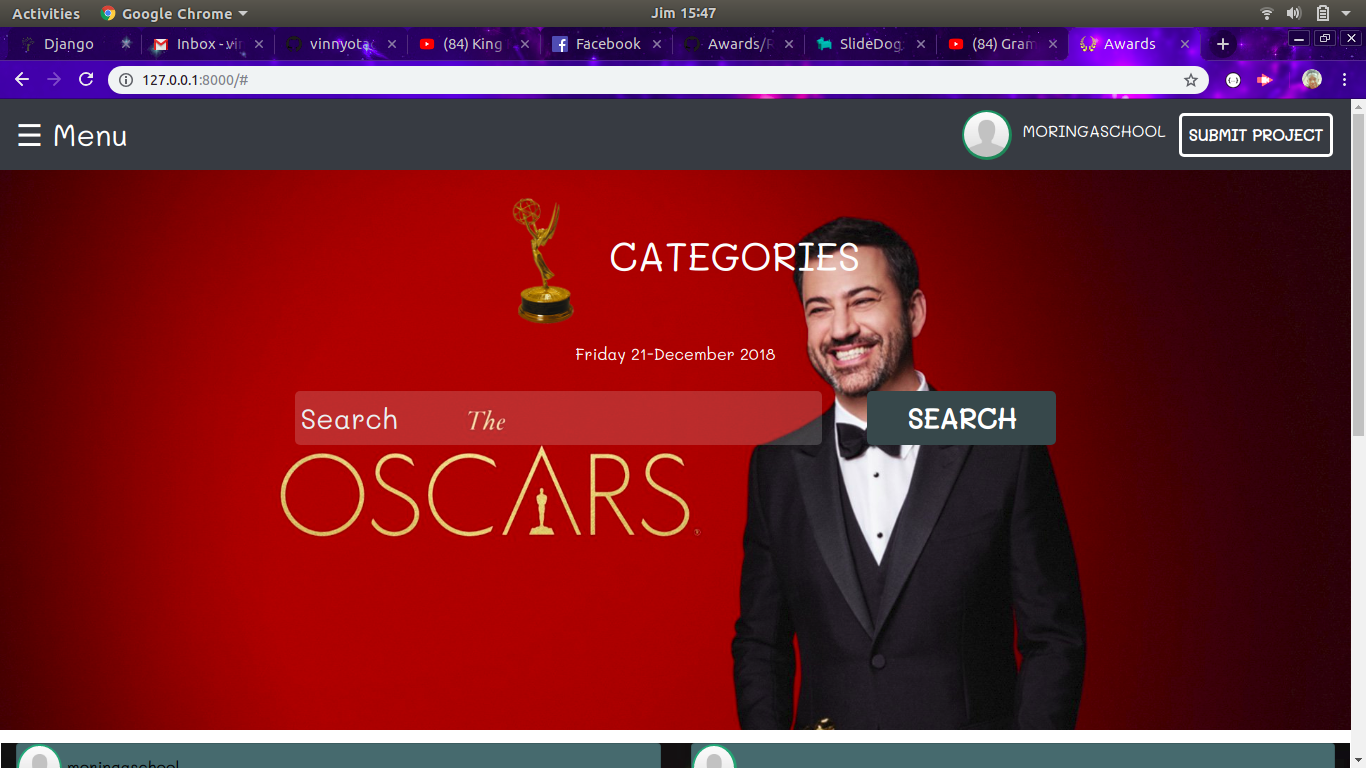 Activities Google Chrome Jim 15:47
Django Inbox - vi vinnyota (84) King Facebook Awards/R SlideDog (84) Gram Awards
127.0.0.1:8000/#
☰ Menu MORINGASCHOOL SUBMIT PROJECT
CATEGORIES
Friday 21-December 2018
Search The SEARCH
OSCARS
moringaschool